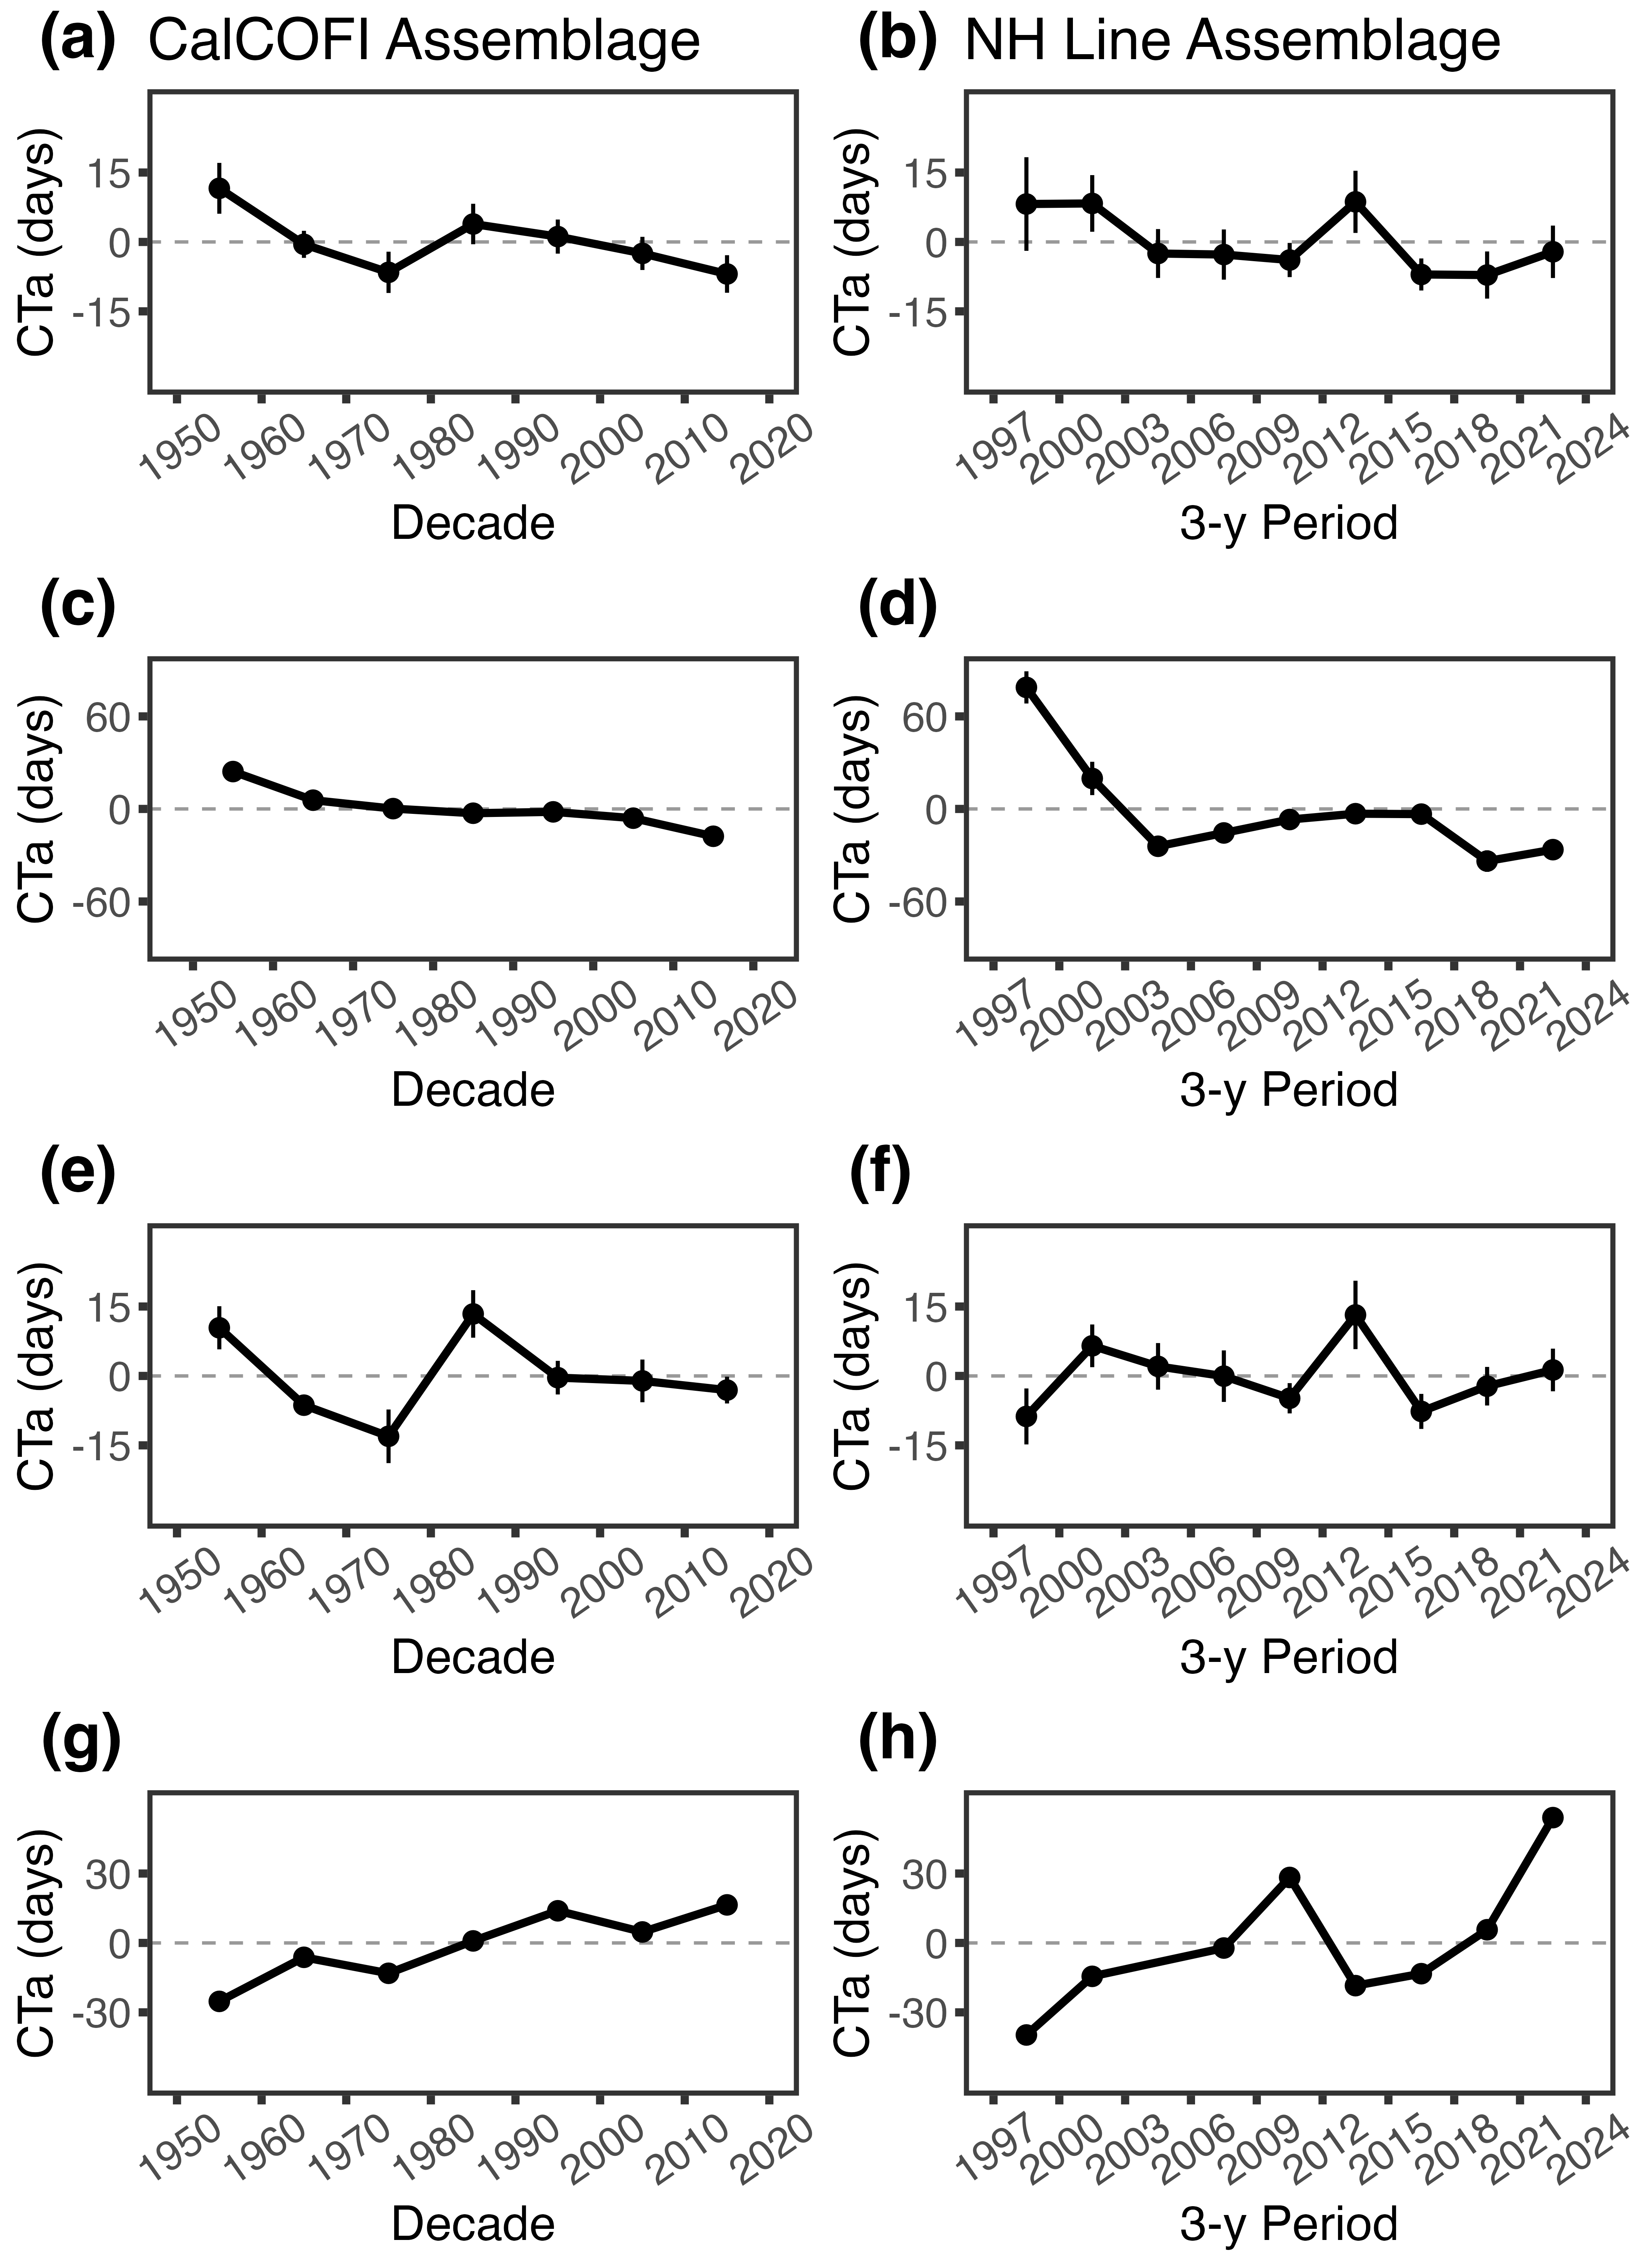 (a) CalCOFI Assemblage
CTa (days)
15
0
-15
1950 1960 1970 1980 1990 2000 2010 2020
Decade
(b) NH Line Assemblage
CTa (days)
15
0
-15
1997 2000 2003 2006 2009 2012 2015 2018 2021 2024
3-y Period
(c)
CTa (days)
60
0
-60
1950 1960 1970 1980 1990 2000 2010 2020
Decade
(d)
CTa (days)
60
0
-60
1997 2000 2003 2006 2009 2012 2015 2018 2021 2024
3-y Period
(e)
CTa (days)
15
0
-15
1950 1960 1970 1980 1990 2000 2010 2020
Decade
(f)
CTa (days)
15
0
-15
1997 2000 2003 2006 2009 2012 2015 2018 2021 2024
3-y Period
(g)
CTa (days)
30
0
-30
1950 1960 1970 1980 1990 2000 2010 2020
Decade
(h)
CTa (days)
30
0
-30
1997 2000 2003 2006 2009 2012 2015 2018 2021 2024
3-y Period